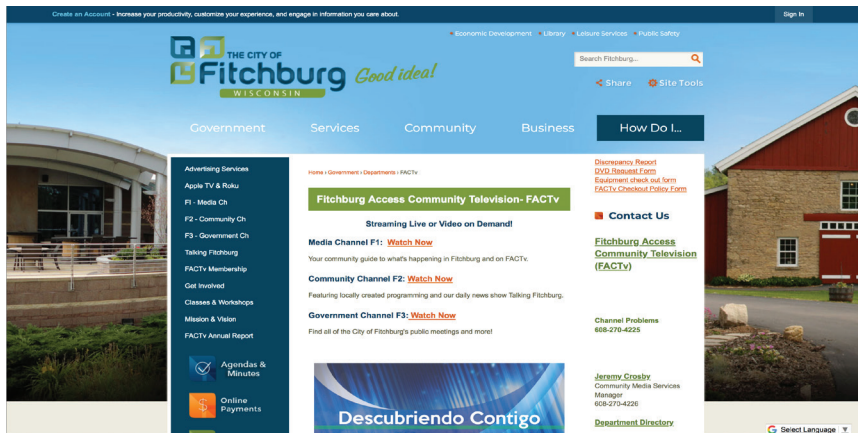 Create an Account - Increase your productivity, customize your experience, and engage in information you care about.
Sign In
Economic Development
Library
Leisure Services
Public Safety
THE CITY OF
Fitchburg
WISCONSIN
Good idea!
Search Fitchburg...
Share
Site Tools
Government
Services
Community
Business
How Do I...
Advertising Services
Apple TV & Roku
FI - Media Ch
F2 - Community Ch
F3 - Government Ch
Talking Fitchburg
FACTv Membership
Get Involved
Classes & Workshops
Mission & Vision
FACTv Annual Report
Agendas &
Minutes
Online
Payments
Home › Government › Departments › FACTv
Fitchburg Access Community Television- FACTv
Streaming Live or Video on Demand!
Media Channel F1: Watch Now
Your community guide to what's happening in Fitchburg and on FACTv.
Community Channel F2: Watch Now
Featuring locally created programming and our daily news show Talking Fitchburg.
Government Channel F3: Watch Now
Find all of the City of Fitchburg's public meetings and more!
Descubriendo Contigo
Discrepancy Report
DVD Request Form
Equipment check out form
FACTv Checkout Policy Form
Contact Us
Fitchburg Access
Community Television
(FACTv)
Channel Problems
608-270-4225
Jeremy Crosby
Community Media Services
Manager
608-270-4226
Department Directory
G Select Language ▼